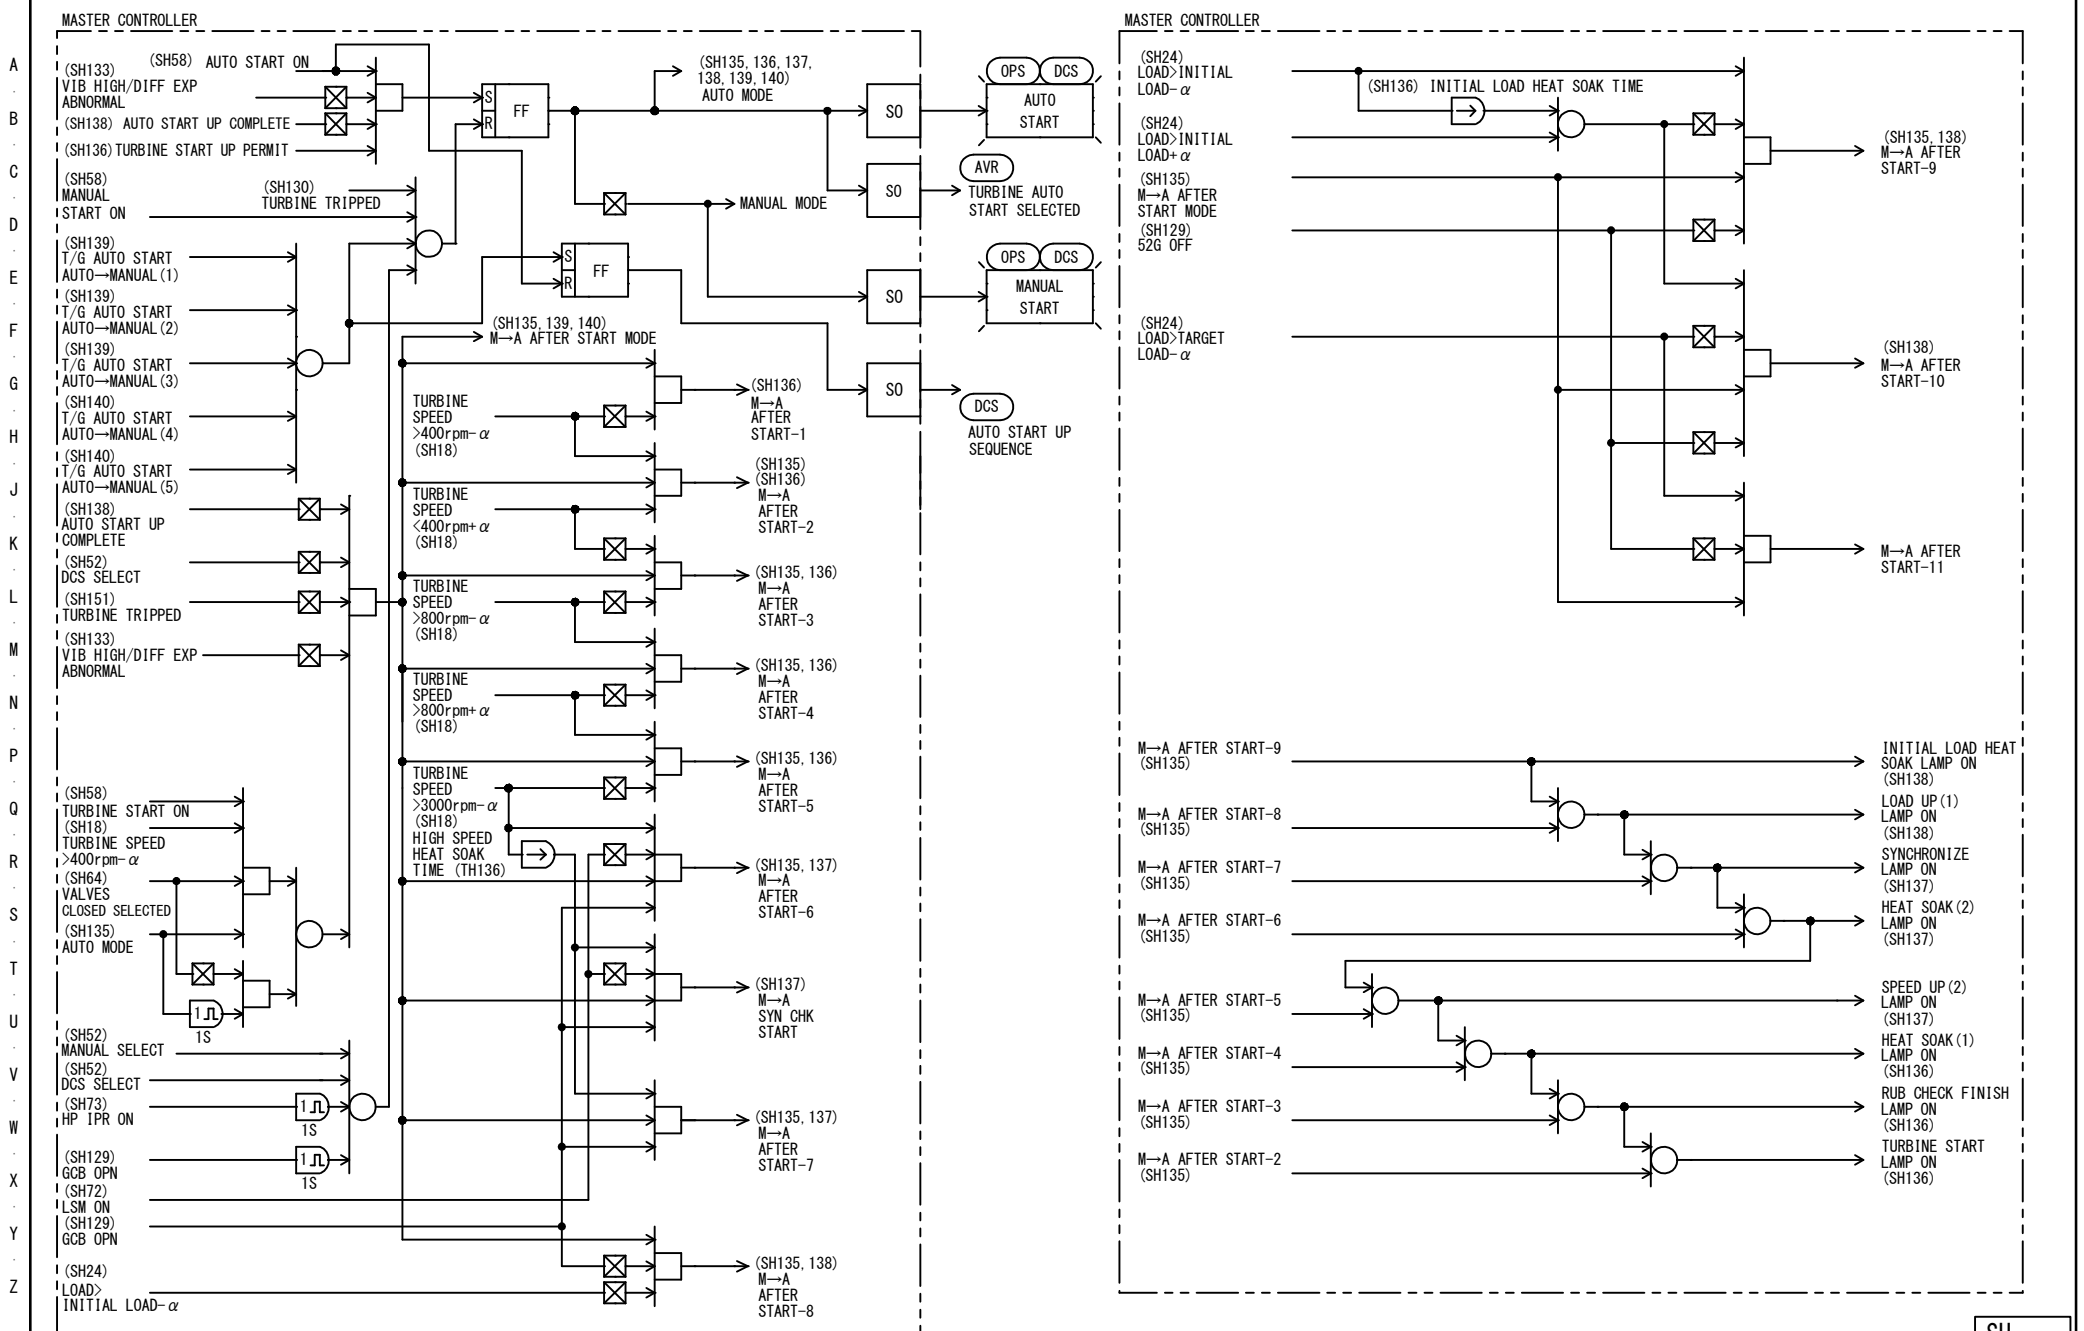 MASTER CONTROLLER
A
B
C
D
E
F
G
H
J
K
L
M
N
P
Q
R
S
T
U
V
W
X
Y
Z
(SH58) AUTO START ON
(SH133)
VIB HIGH/DIFF EXP
ABNORMAL
(SH138) AUTO START UP COMPLETE
(SH136)TURBINE START UP PERMIT
(SH58)
MANUAL
START ON
(SH130)
TURBINE TRIPPED
(SH139)
T/G AUTO START
AUTO→MANUAL(1)
(SH139)
T/G AUTO START
AUTO→MANUAL(2)
(SH139)
T/G AUTO START
AUTO→MANUAL(3)
(SH140)
T/G AUTO START
AUTO→MANUAL(4)
(SH140)
T/G AUTO START
AUTO→MANUAL(5)
(SH138)
AUTO START UP
COMPLETE
(SH52)
DCS SELECT
(SH151)
TURBINE TRIPPED
(SH133)
VIB HIGH/DIFF EXP
ABNORMAL
(SH58)
TURBINE START ON
(SH18)
TURBINE SPEED
>400rpm-α
(SH64)
VALVES
CLOSED SELECTED
(SH135)
AUTO MODE
1
1S
(SH52)
MANUAL SELECT
(SH52)
DCS SELECT
(SH73)
HP IPR ON
1
1S
(SH129)
GCB OPN
1
1S
(SH72)
LSM ON
(SH129)
GCB OPN
(SH24)
LOAD>
INITIAL LOAD-α
S
R
FF
S
R
FF
(SH135,136,137,
138,139,140)
AUTO MODE
MANUAL MODE
(SH135,139,140)
M→A AFTER START MODE
SO
SO
SO
SO
OPS
DCS
AUTO
START
AVR
TURBINE AUTO
START SELECTED
OPS
DCS
MANUAL
START
DCS
AUTO START UP
SEQUENCE
TURBINE
SPEED
>400rpm-α
(SH18)
TURBINE
SPEED
<400rpm+α
(SH18)
TURBINE
SPEED
>800rpm-α
(SH18)
TURBINE
SPEED
>800rpm+α
(SH18)
TURBINE
SPEED
>3000rpm-α
(SH18)
HIGH SPEED
HEAT SOAK
TIME (TH136)
(SH136)
M→A
AFTER
START-1
(SH135)
(SH136)
M→A
AFTER
START-2
(SH135,136)
M→A
AFTER
START-3
(SH135,136)
M→A
AFTER
START-4
(SH135,136)
M→A
AFTER
START-5
(SH135,137)
M→A
AFTER
START-6
(SH137)
M→A
SYN CHK
START
(SH135,137)
M→A
AFTER
START-7
(SH135,138)
M→A
AFTER
START-8
MASTER CONTROLLER
(SH24)
LOAD>INITIAL
LOAD-α
(SH136) INITIAL LOAD HEAT SOAK TIME
(SH24)
LOAD>INITIAL
LOAD+α
(SH135)
M→A AFTER
START MODE
(SH129)
52G OFF
(SH24)
LOAD>TARGET
LOAD-α
(SH135,138)
M→A AFTER
START-9
(SH138)
M→A AFTER
START-10
M→A AFTER
START-11
M→A AFTER START-9
(SH135)
M→A AFTER START-8
(SH135)
M→A AFTER START-7
(SH135)
M→A AFTER START-6
(SH135)
M→A AFTER START-5
(SH135)
M→A AFTER START-4
(SH135)
M→A AFTER START-3
(SH135)
M→A AFTER START-2
(SH135)
INITIAL LOAD HEAT
SOAK LAMP ON
(SH138)
LOAD UP(1)
LAMP ON
(SH138)
SYNCHRONIZE
LAMP ON
(SH137)
HEAT SOAK(2)
LAMP ON
(SH137)
SPEED UP(2)
LAMP ON
(SH137)
HEAT SOAK(1)
LAMP ON
(SH136)
RUB CHECK FINISH
LAMP ON
(SH136)
TURBINE START
LAMP ON
(SH136)
SH